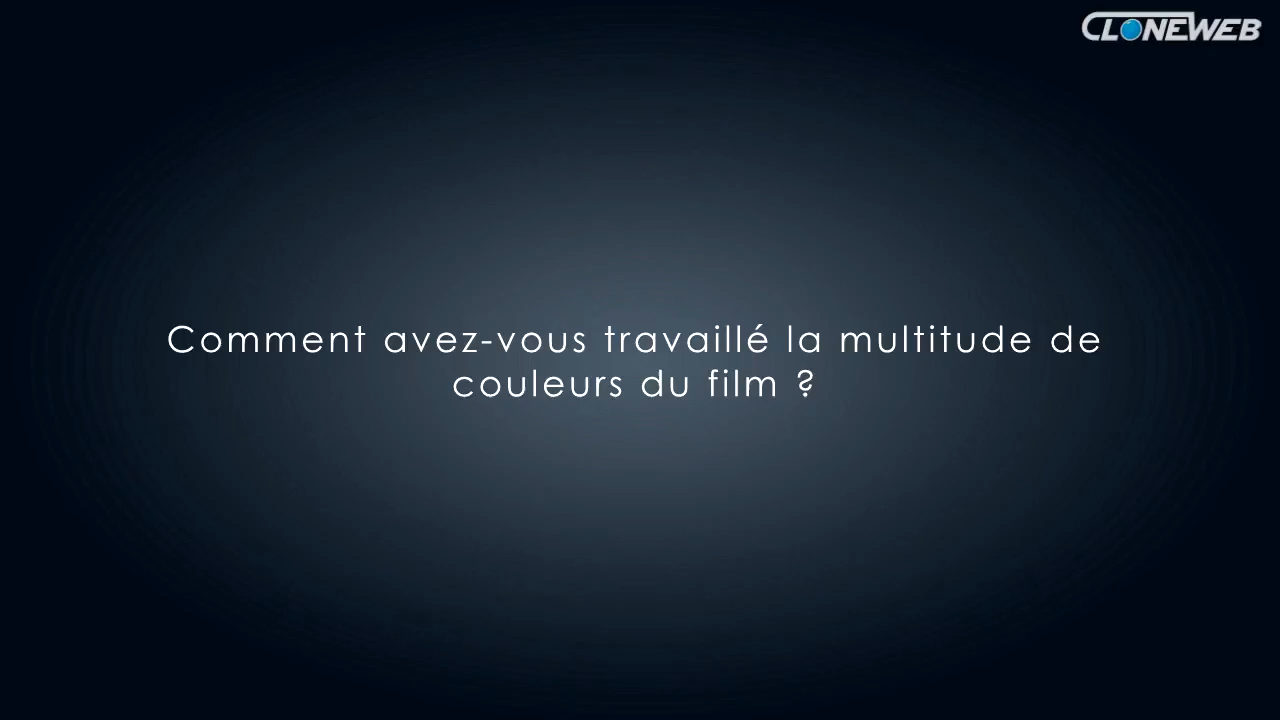 CLONEWEB
Comment avez-vous travaillé la multitude de
couleurs du film ?